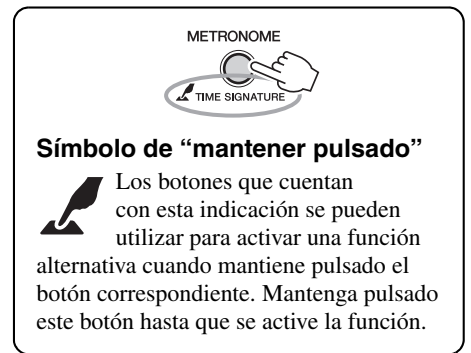 METRONOME
TIME SIGNATURE
Símbolo de “mantener pulsado”
Los botones que cuentan
con esta indicación se pueden
utilizar para activar una función
alternativa cuando mantiene pulsado el
botón correspondiente. Mantenga pulsado
este botón hasta que se active la función.